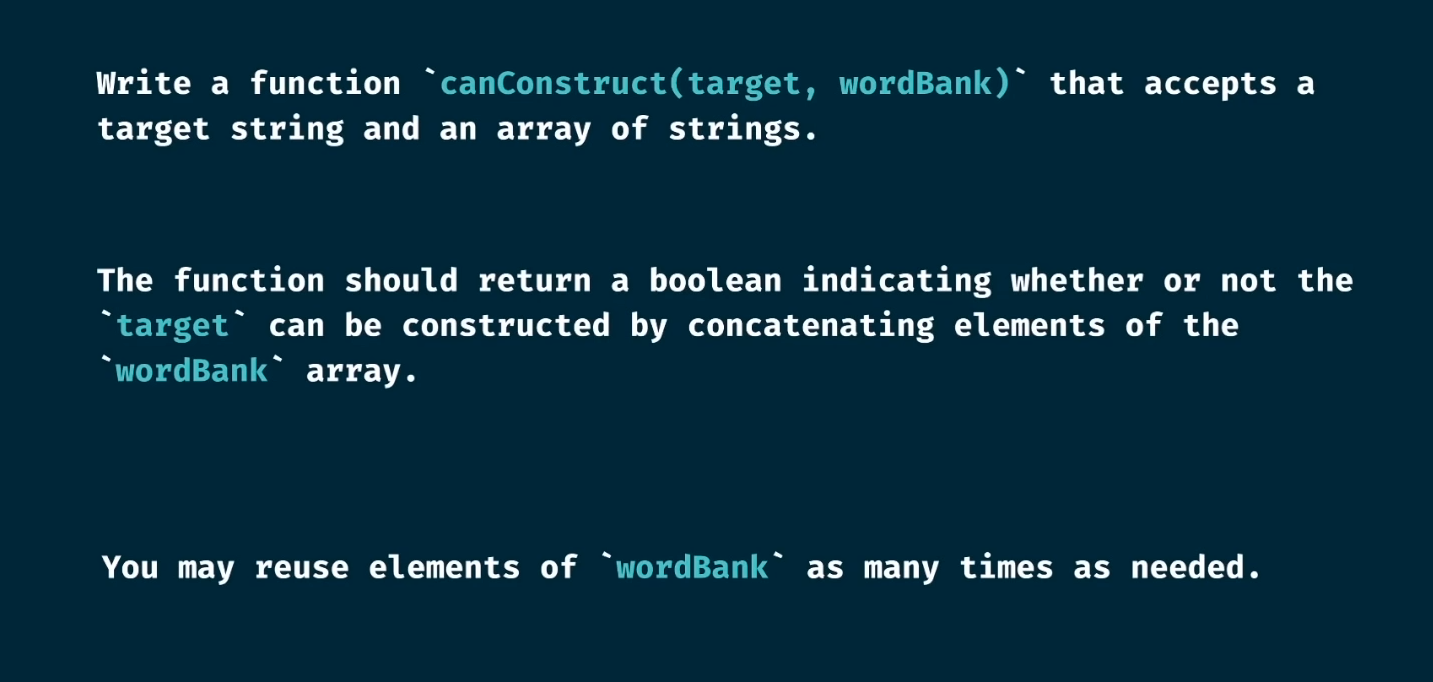 Write a function `canConstruct(target, wordBank)` that accepts a
target string and an array of strings.
The function should return a boolean indicating whether or not the
`target` can be constructed by concatenating elements of the
`wordBank` array.
You may reuse elements of `wordBank` as many times as needed.